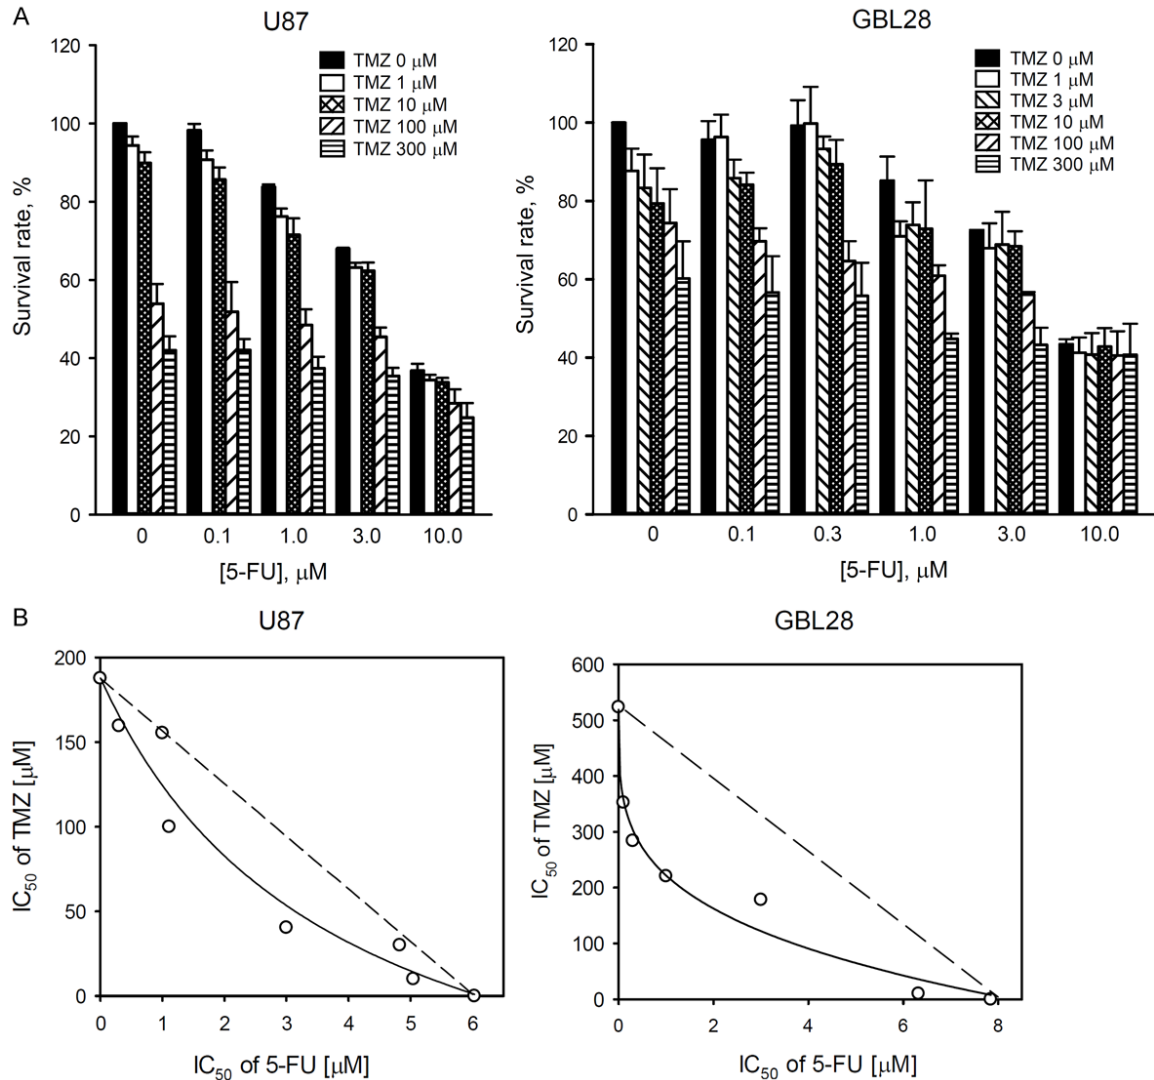 A
U87
GBL28
Survival rate, %
120
100
80
60
40
20
0
TMZ 0 μM
TMZ 1 μM
TMZ 10 μM
TMZ 100 μM
TMZ 300 μM
0 0.1 1.0 3.0 10.0
[5-FU], μM
Survival rate, %
120
100
80
60
40
20
0
TMZ 0 μM
TMZ 1 μM
TMZ 3 μM
TMZ 10 μM
TMZ 100 μM
TMZ 300 μM
0 0.1 0.3 1.0 3.0 10.0
[5-FU], μM
B
U87
GBL28
IC50 of TMZ [μM]
200
150
100
50
0
0 1 2 3 4 5 6
IC50 of 5-FU [μM]
IC50 of TMZ [μM]
600
500
400
300
200
100
0
0 2 4 6 8
IC50 of 5-FU [μM]